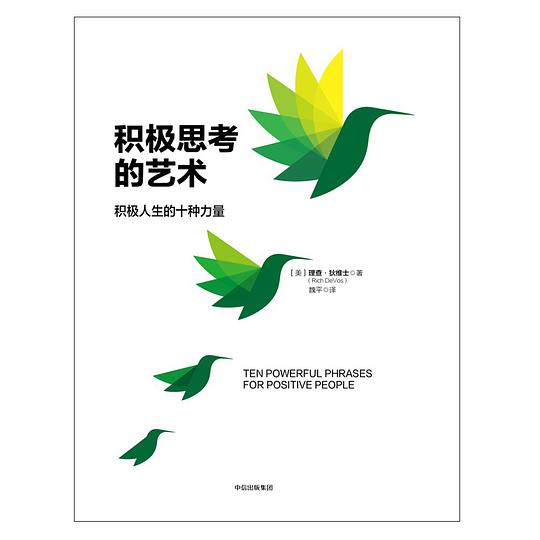 积极思考
的艺术
积极人生的十种力量
[美] 理查·狄维士◎著
(Rich DeVos)
魏平◎译
TEN POWERFUL PHRASES
FOR POSITIVE PEOPLE
中信出版集团